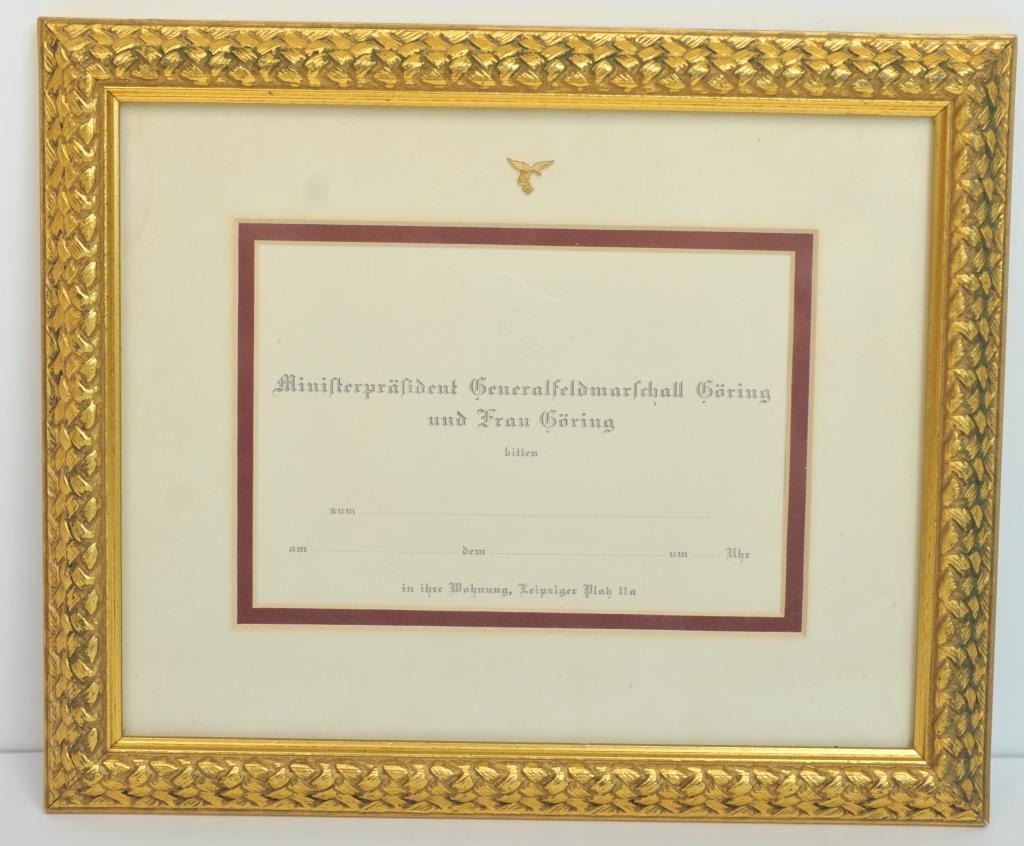 Ministerpräsident Generalfeldmarschall Göring
und Frau Göring
bitten
zum
am dem um Uhr
in ihre Wohnung, Leipziger Platz 11a